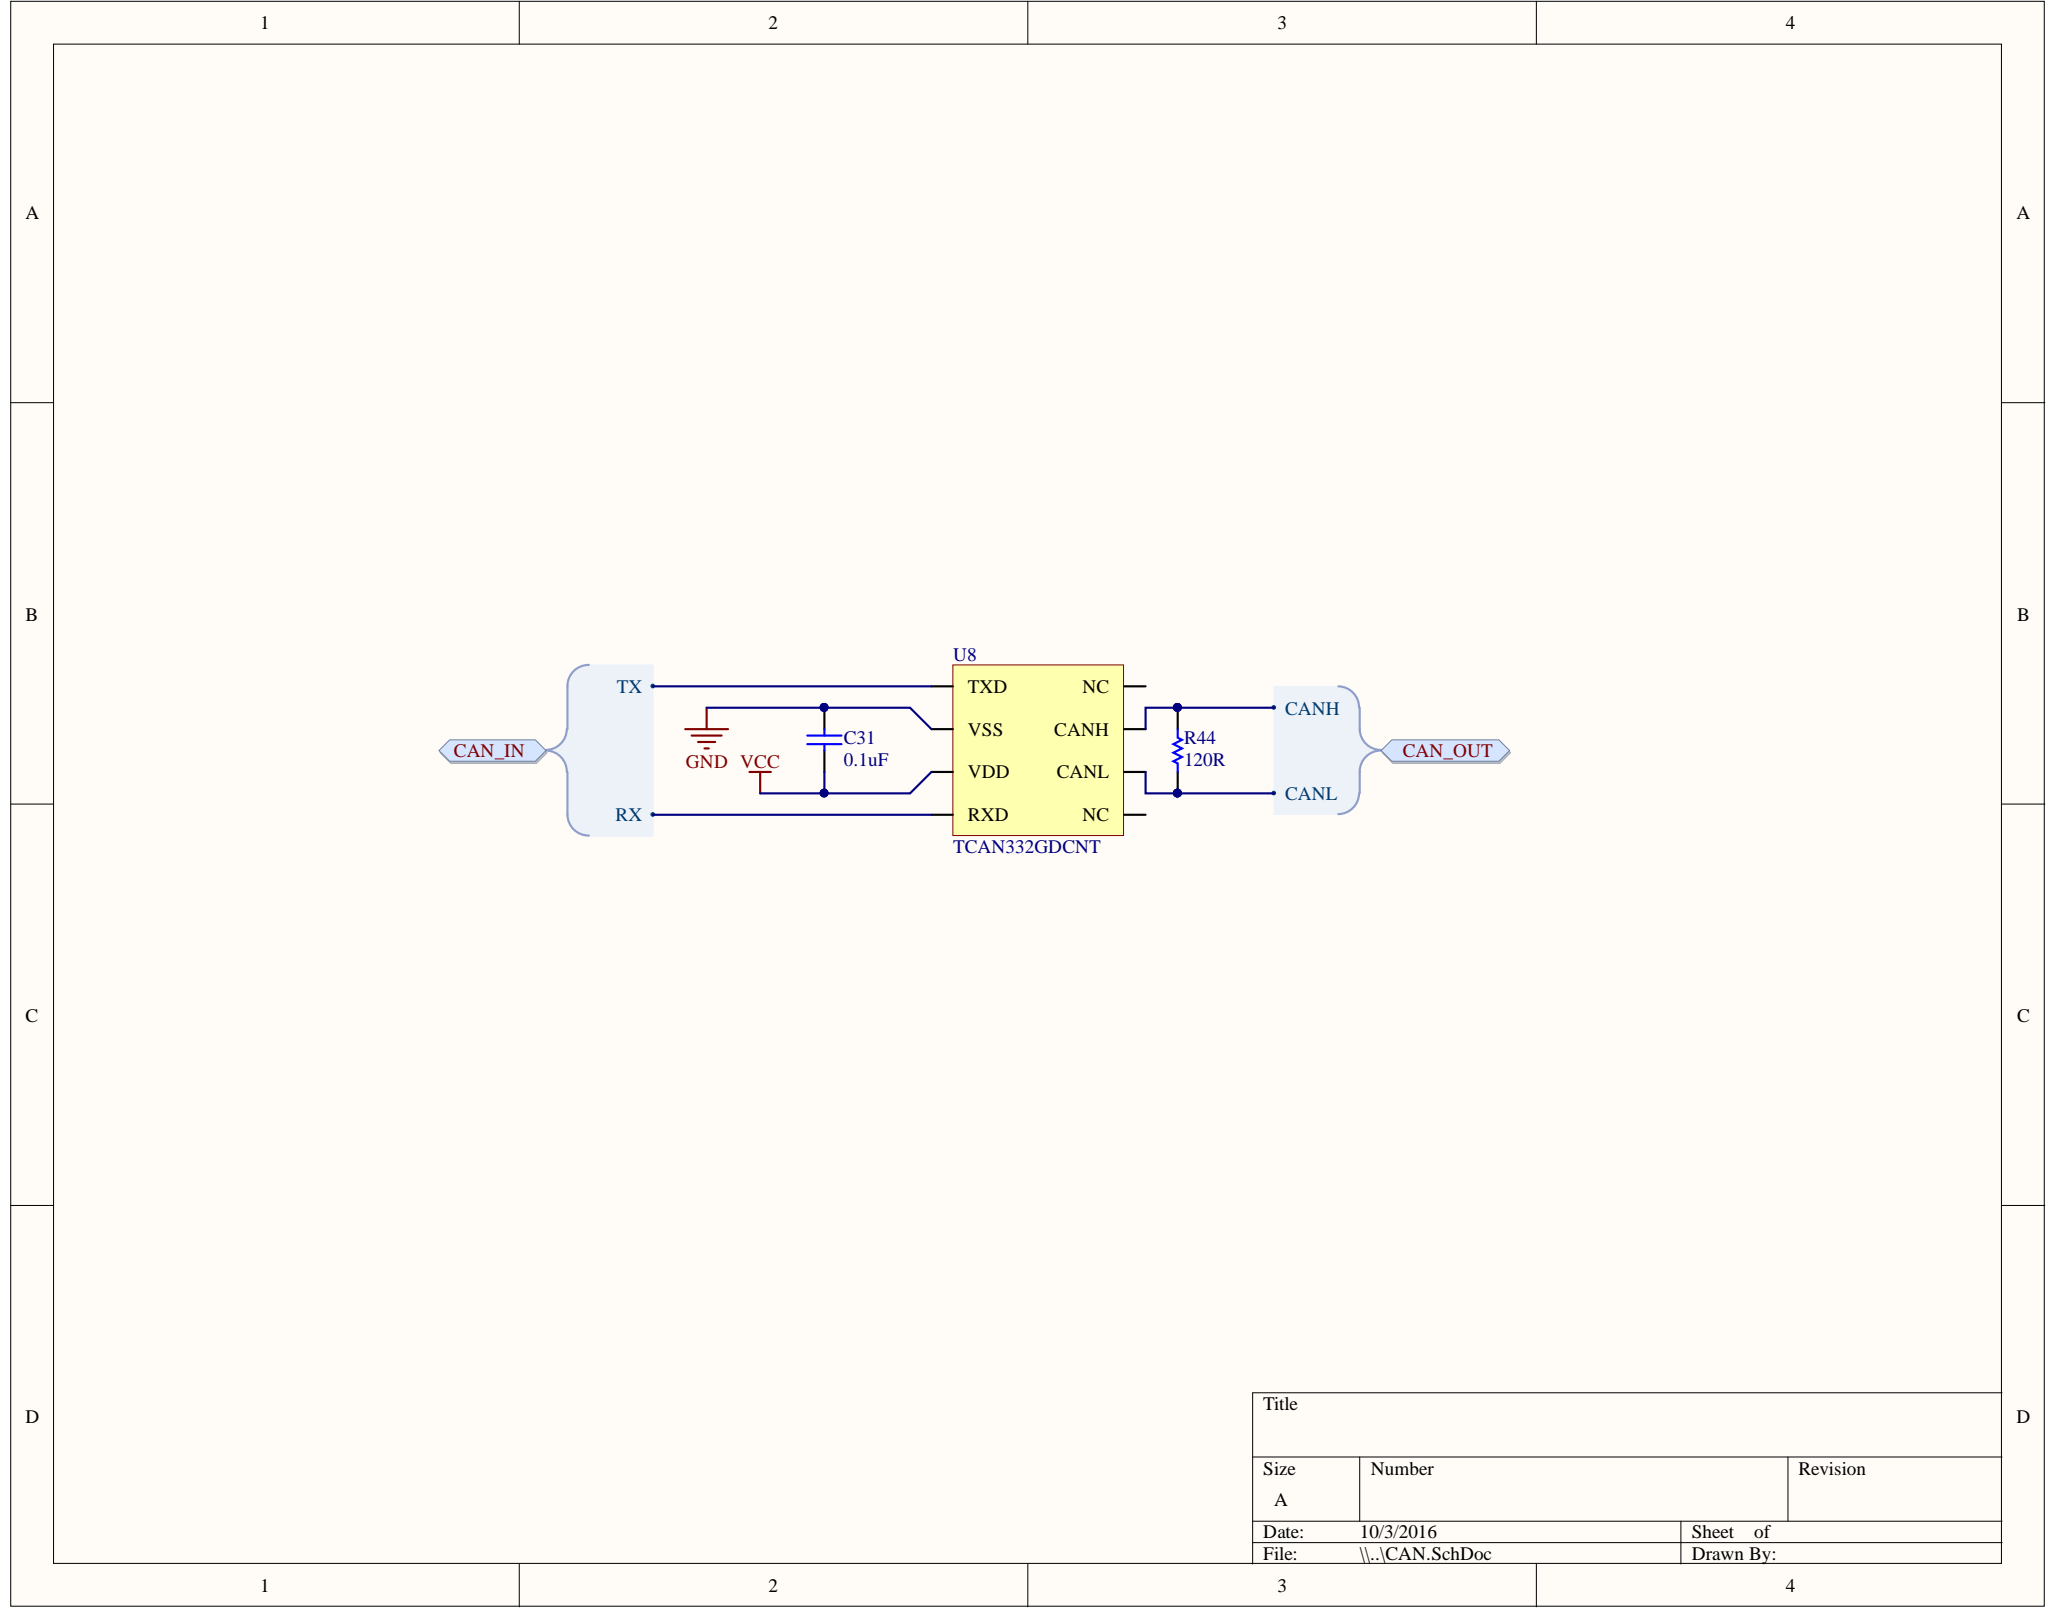 1 2 3 4
A A
B B
U8
TX TXD NC CANH
VSS CANH R44
CAN_IN C31 CAN_OUT
GND VCC 0.1uF 120R
VDD CANL
CANL
RX RXD NC
TCAN332GDCNT
C C
Title
D D
Size Number Revision
A
Date: 10/3/2016 Sheet of
File: \\..\CAN.SchDoc Drawn By:
1 2 3 4